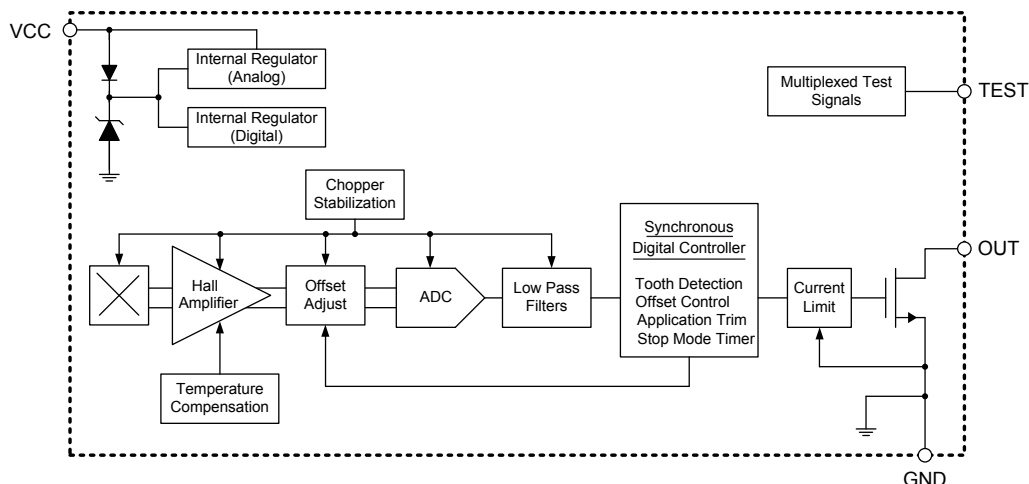 VCC
Internal Regulator
(Analog)
Internal Regulator
(Digital)
Multiplexed Test
Signals
TEST
Chopper
Stabilization
Synchronous
Digital Controller
Tooth Detection
Offset Control
Application Trim
Stop Mode Timer
Hall
Amplifier
Offset
Adjust
ADC
Low Pass
Filters
Current
Limit
OUT
Temperature
Compensation
GND